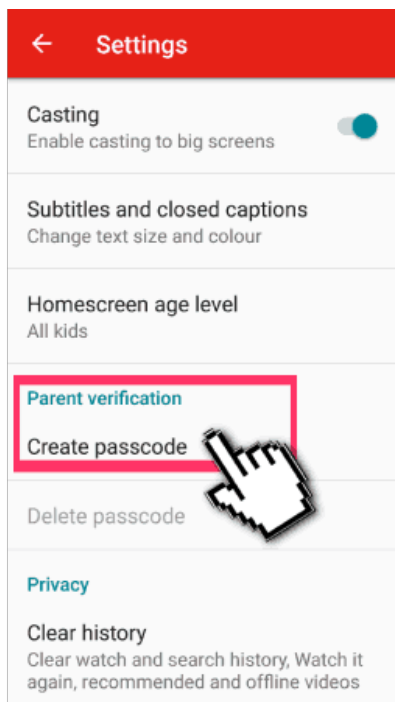 Settings
Casting
Enable casting to big screens
Subtitles and closed captions
Change text size and colour
Homescreen age level
All kids
Parent verification
Create passcode
Delete passcode
Privacy
Clear history
Clear watch and search history, Watch it
again, recommended and offline videos